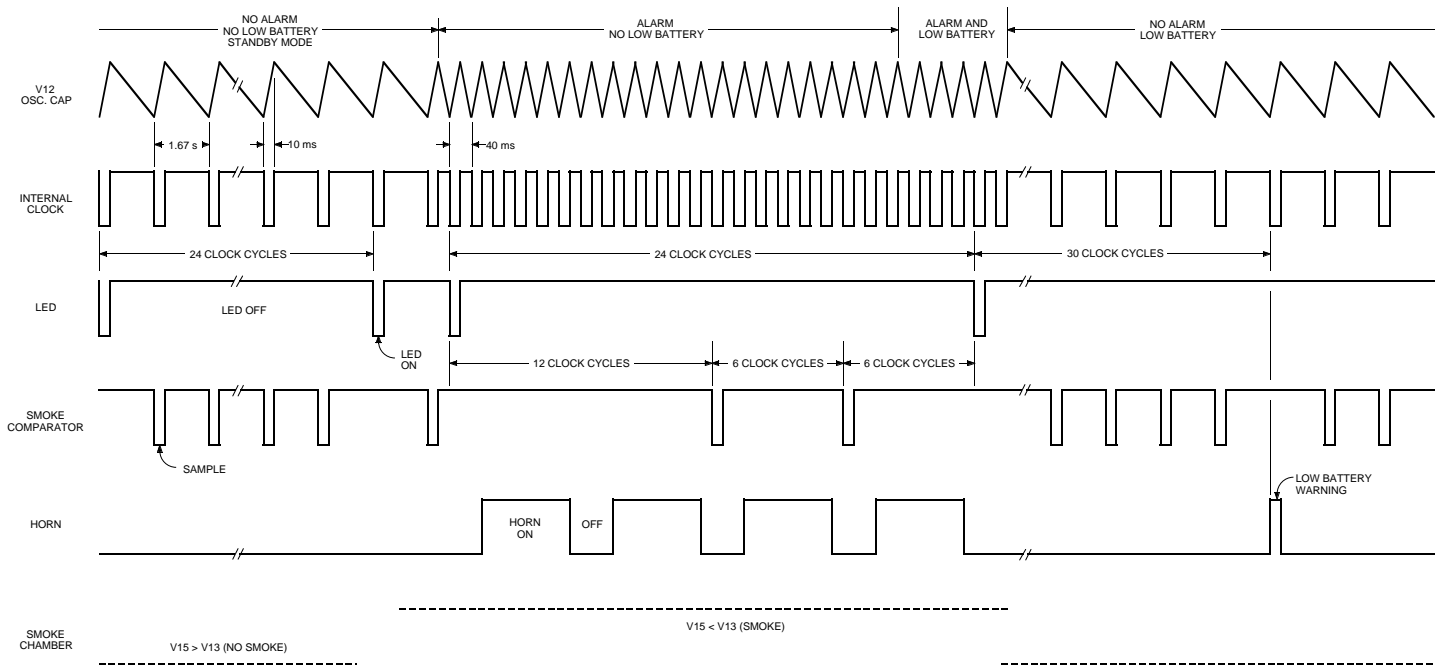 NO ALARM
NO LOW BATTERY
STANDBY MODE
ALARM
NO LOW BATTERY
ALARM AND
LOW BATTERY
NO ALARM
LOW BATTERY
V12
OSC. CAP
1.67 s
10 ms
40 ms
INTERNAL
CLOCK
24 CLOCK CYCLES
24 CLOCK CYCLES
30 CLOCK CYCLES
LED
LED OFF
LED
ON
12 CLOCK CYCLES
6 CLOCK CYCLES
6 CLOCK CYCLES
SMOKE
COMPARATOR
SAMPLE
LOW BATTERY
WARNING
HORN
HORN
ON
OFF
V15 < V13 (SMOKE)
SMOKE
CHAMBER
V15 > V13 (NO SMOKE)